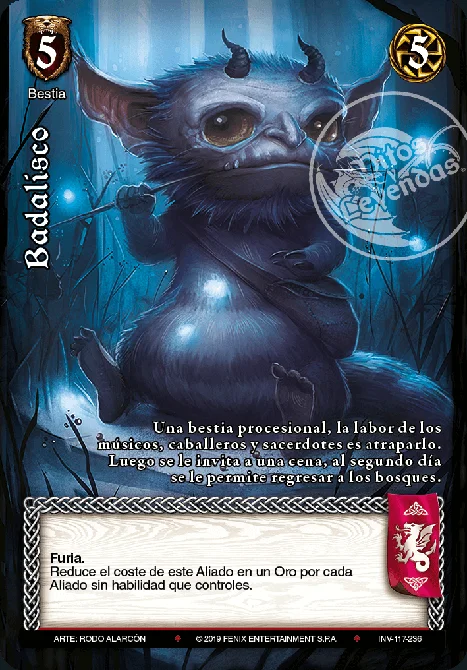 5
5
Bestia
Badalisco
Mitos
y
Leyendas.
Una bestia procesional, la labor de los
músicos, caballeros y sacerdotes es atraparlo.
Luego se le invita a una cena, al segundo día
se le permite regresar a los bosques.
Furia.
Reduce el coste de este Aliado en un Oro por cada
Aliado sin habilidad que controles.
ARTE: RODO ALARCÓN ♦ © 2019 FENIX ENTERTAINMENT S.P.A. ♦ INV-117-236